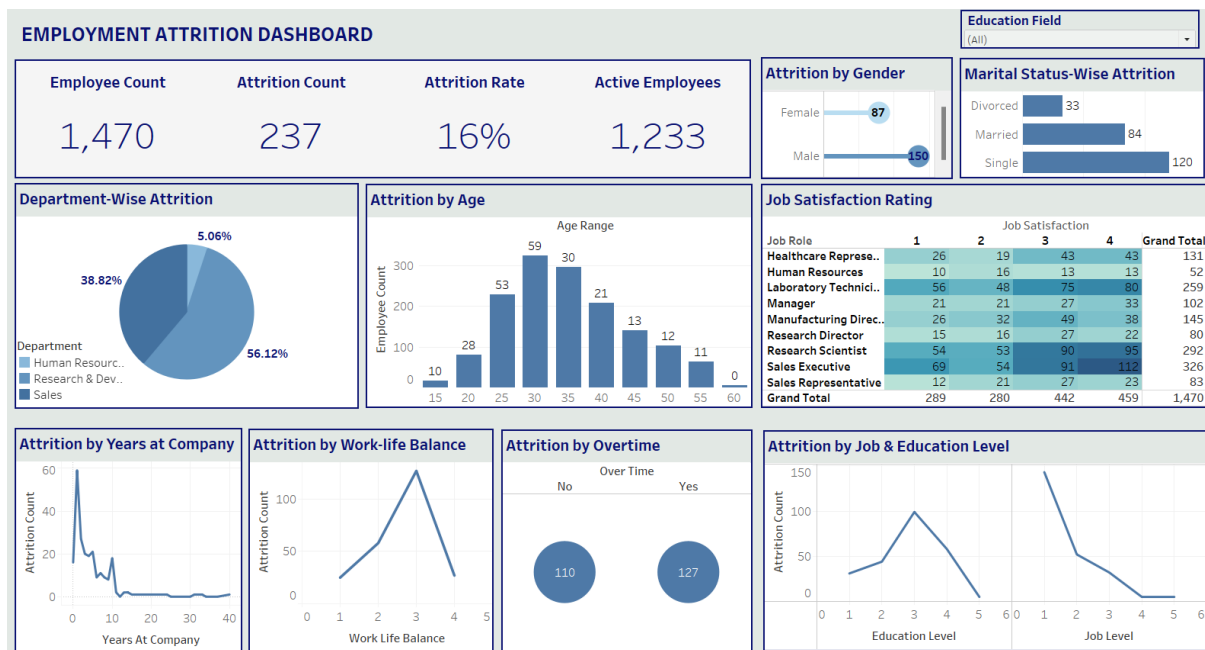 EMPLOYMENT ATTRITION DASHBOARD
Education Field
(All)
Employee Count
Attrition Count
Attrition Rate
Active Employees
1,470
237
16%
1,233
Attrition by Gender
Female
87
Male
150
Marital Status-Wise Attrition
Divorced
33
Married
84
Single
120
Department-Wise Attrition
5.06%
38.82%
56.12%
Department
Human Resourc..
Research & Dev..
Sales
Attrition by Age
Age Range
Employee Count
300
200
100
0
10 28 53 59 30 21 13 12 11 0
15 20 25 30 35 40 45 50 55 60
Job Satisfaction Rating
Job Satisfaction
Job Role 1 2 3 4 Grand Total
Healthcare Represe.. 26 19 43 43 131
Human Resources 10 16 13 13 52
Laboratory Technici.. 56 48 75 80 259
Manager 21 21 27 33 102
Manufacturing Direc.. 26 32 49 38 145
Research Director 15 16 27 22 80
Research Scientist 54 53 90 95 292
Sales Executive 69 54 91 112 326
Sales Representative 12 21 27 23 83
Grand Total 289 280 442 459 1,470
Attrition by Years at Company
Attrition Count
60
40
20
0
0 10 20 30 40
Years At Company
Attrition by Work-life Balance
Attrition Count
100
50
0
0 1 2 3 4 5
Work Life Balance
Attrition by Overtime
Over Time
No Yes
110 127
Attrition by Job & Education Level
Attrition Count
150
100
50
0
0 1 2 3 4 5 6
Education Level
0 1 2 3 4 5 6
Job Level